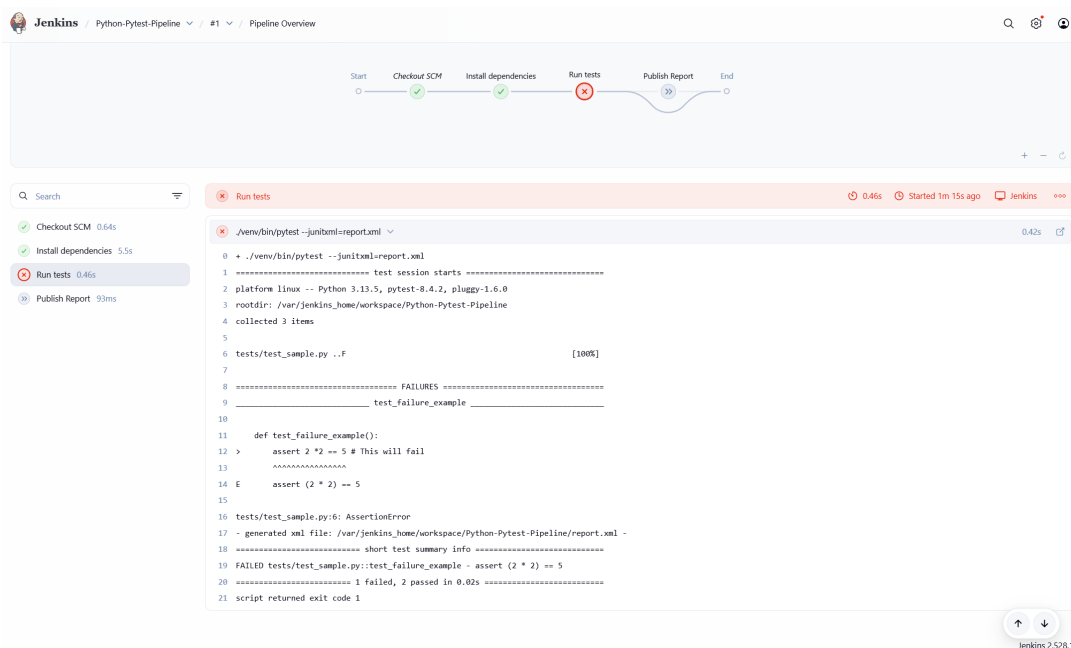 Jenkins / Python-Pytest-Pipeline / #1 / Pipeline Overview
Start Checkout SCM Install dependencies Run tests Publish Report End
Search
Run tests 0.46s Started 1m 15s ago Jenkins
Checkout SCM 0.64s
Install dependencies 5.5s
Run tests 0.46s
Publish Report 93ms
./venv/bin/pytest --junitxml=report.xml 0.42s
0 + ./venv/bin/pytest --junitxml=report.xml
1 ============================= test session starts ==============================
2 platform linux -- Python 3.13.5, pytest-8.4.2, pluggy-1.6.0
3 rootdir: /var/jenkins_home/workspace/Python-Pytest-Pipeline
4 collected 3 items
5
6 tests/test_sample.py ..F [100%]
7
8 =================================== FAILURES ===================================
9 _____________________________ test_failure_example _____________________________
10
11 def test_failure_example():
12 > assert 2 *2 == 5 # This will fail
13 ^^^^^^^^^^^^^^^^
14 E assert (2 * 2) == 5
15
16 tests/test_sample.py:6: AssertionError
17 - generated xml file: /var/jenkins_home/workspace/Python-Pytest-Pipeline/report.xml -
18 =========================== short test summary info ============================
19 FAILED tests/test_sample.py::test_failure_example - assert (2 * 2) == 5
20 ========================= 1 failed, 2 passed in 0.02s ==========================
21 script returned exit code 1
Jenkins 2.528.